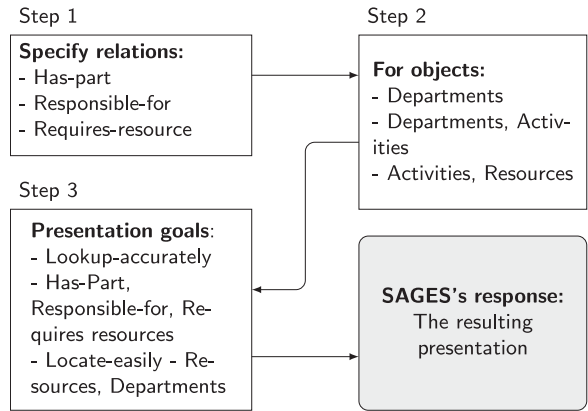 Step 1
Specify relations:
- Has-part
- Responsible-for
- Requires-resource
Step 2
For objects:
- Departments
- Departments, Activ-
ities
- Activities, Resources
Step 3
Presentation goals:
- Lookup-accurately
- Has-Part,
Responsible-for, Re-
quires resources
- Locate-easily - Re-
sources, Departments
SAGES's response:
The resulting
presentation